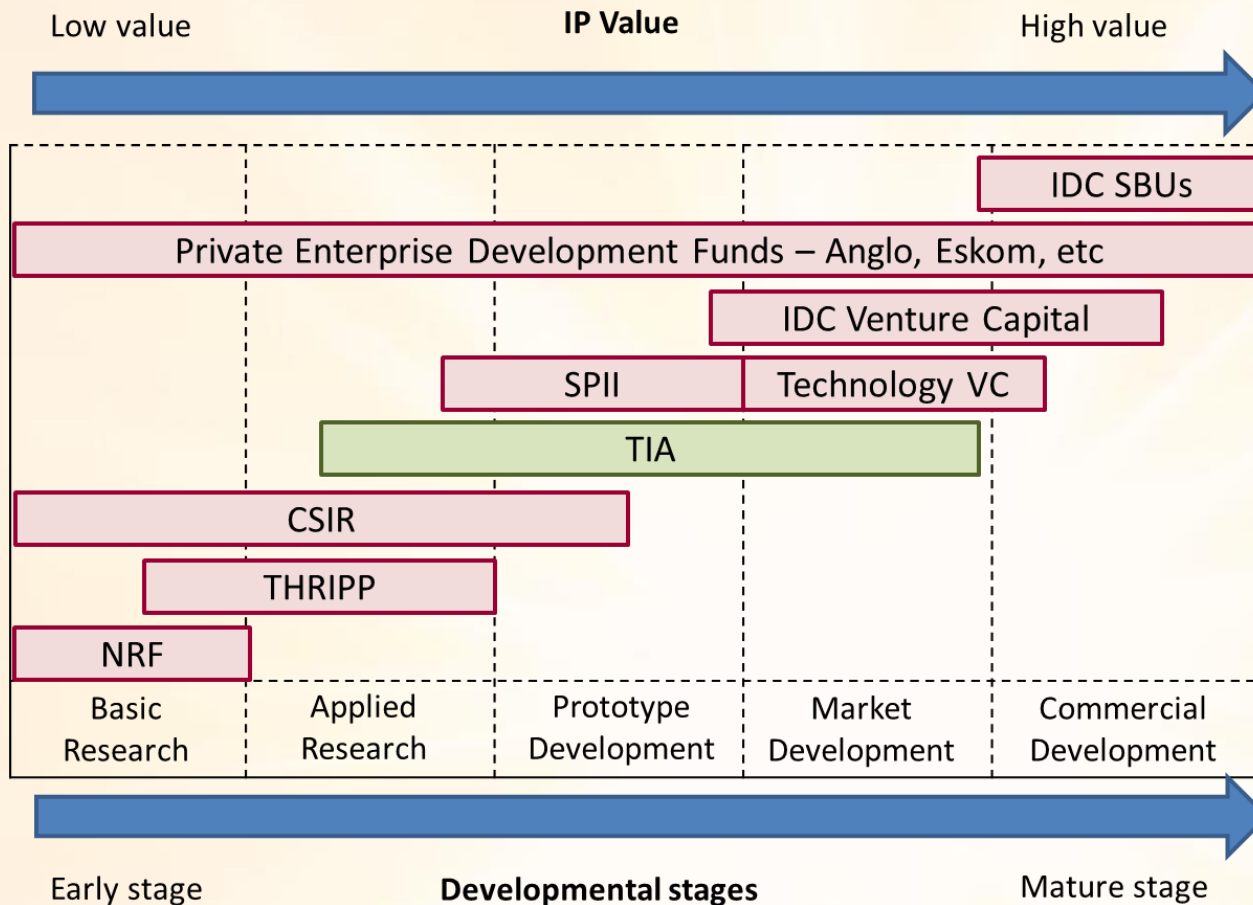 Low value
IP Value
High value
IDC SBUs
Private Enterprise Development Funds – Anglo, Eskom, etc
IDC Venture Capital
SPII
Technology VC
TIA
CSIR
THRIPP
NRF
Basic
Research
Applied
Research
Prototype
Development
Market
Development
Commercial
Development
Early stage
Developmental stages
Mature stage